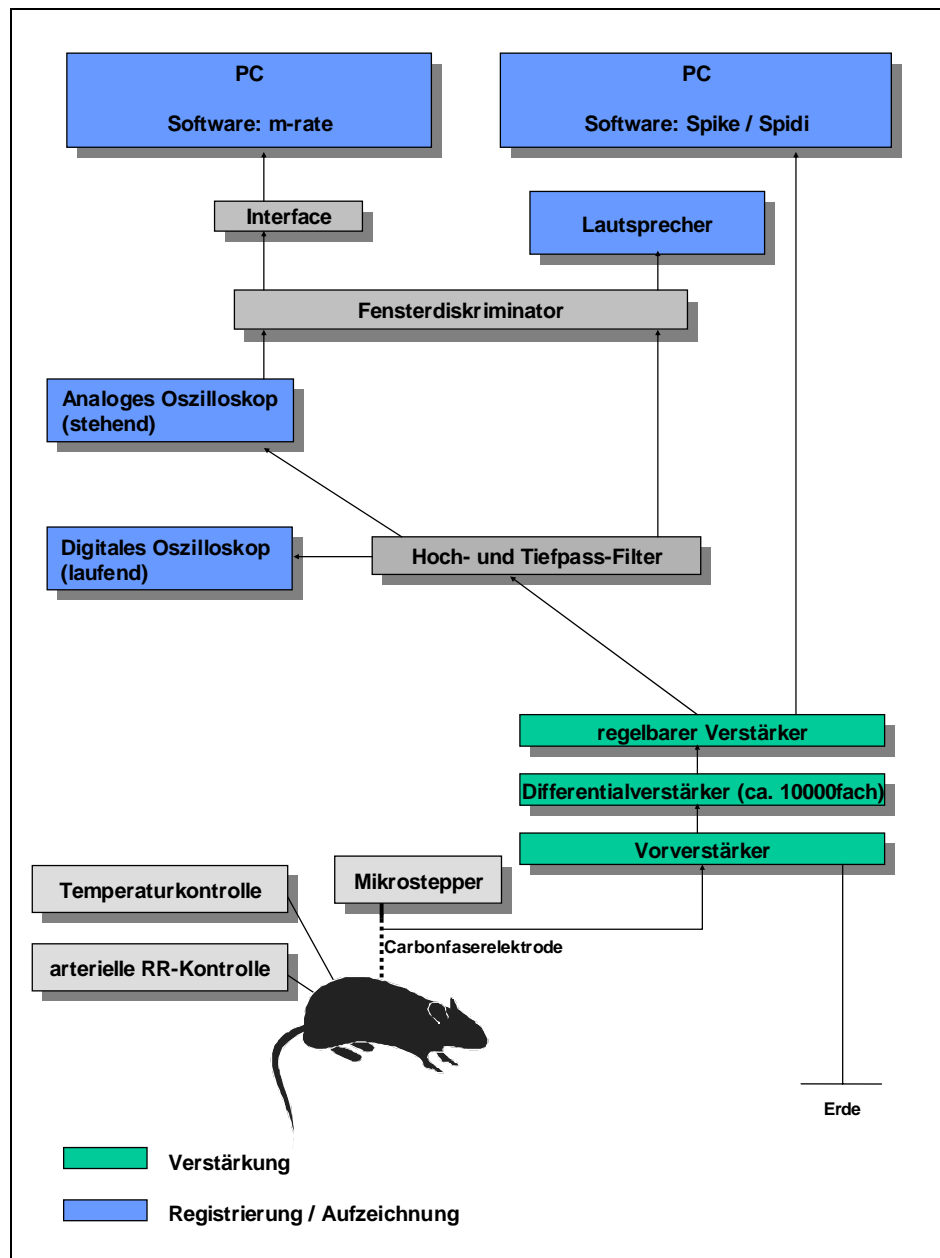 PC
Software: m-rate
PC
Software: Spike / Spidi
Interface
Lautsprecher
Fensterdiskriminator
Analoges Oszilloskop
(stehend)
Digitales Oszilloskop
(laufend)
Hoch- und Tiefpass-Filter
regelbarer Verstärker
Differentialverstärker (ca. 10000fach)
Vorverstärker
Temperaturkontrolle
Mikrostepper
Carbonfaserelektrode
arterielle RR-Kontrolle
Erde
Verstärkung
Registrierung / Aufzeichnung